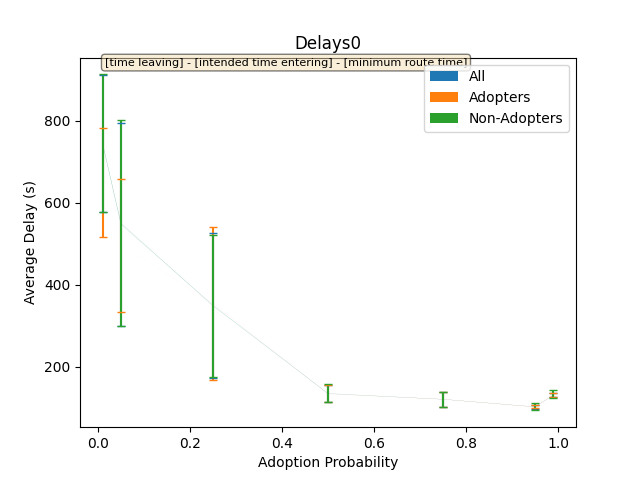 Delays0
[time leaving] - [intended time entering] - [minimum route time]
All
Adopters
Non-Adopters
Average Delay (s)
800
600
400
200
0.0 0.2 0.4 0.6 0.8 1.0
Adoption Probability